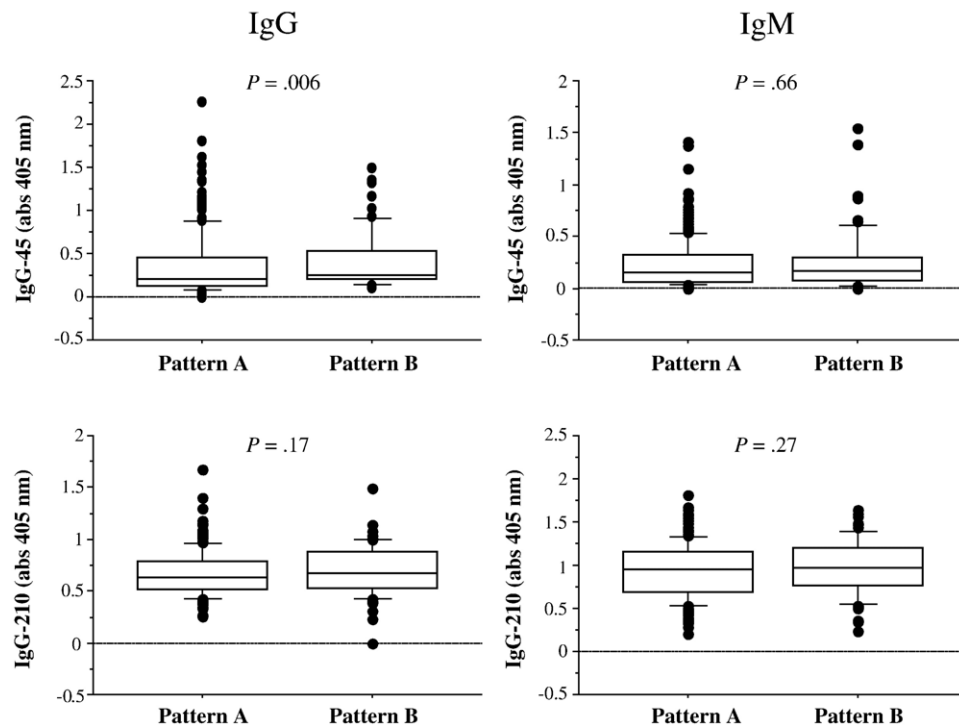 IgG
IgM
P = .006
2.5
2
1.5
1
0.5
0
-0.5
IgG-45 (abs 405 nm)
Pattern A
Pattern B
P = .66
2
1.5
1
0.5
0
-0.5
IgG-45 (abs 405 nm)
Pattern A
Pattern B
P = .17
2
1.5
1
0.5
0
-0.5
IgG-210 (abs 405 nm)
Pattern A
Pattern B
P = .27
2.5
2
1.5
1
0.5
0
-0.5
IgG-210 (abs 405 nm)
Pattern A
Pattern B